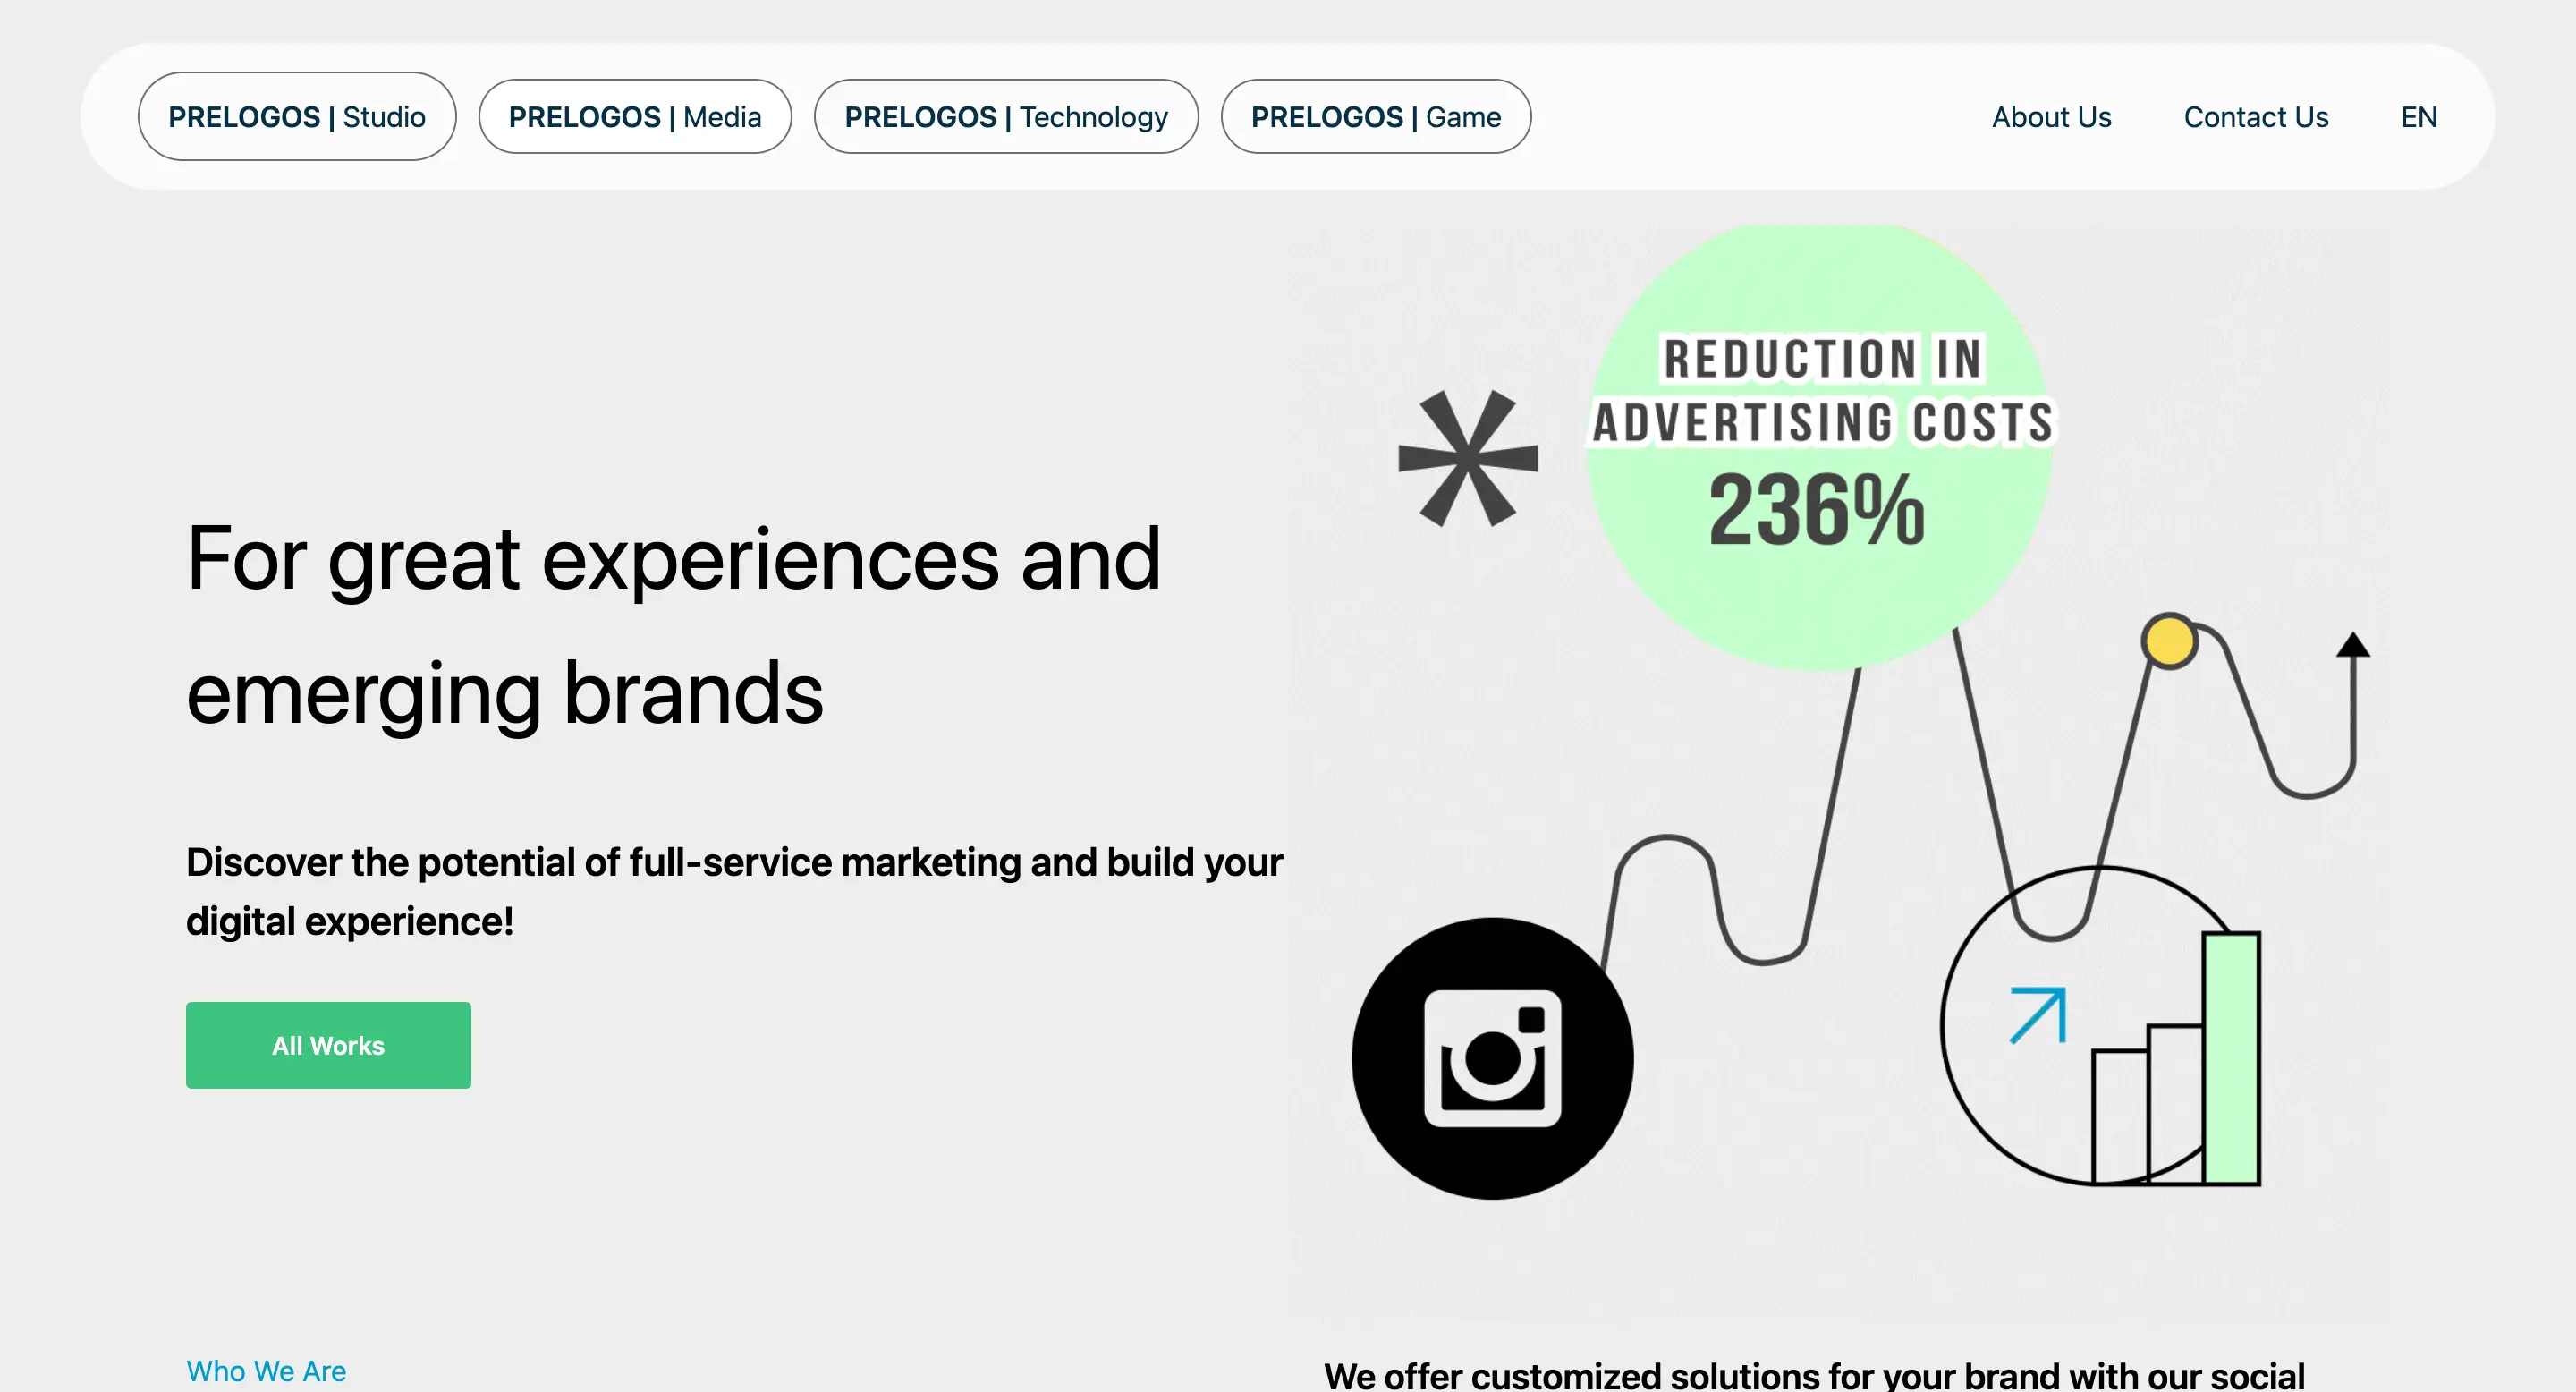 PRELOGOS | Studio
PRELOGOS | Media
PRELOGOS | Technology
PRELOGOS | Game
About Us
Contact Us
EN
For great experiences and
emerging brands
Discover the potential of full-service marketing and build your
digital experience!
All Works
REDUCTION IN
ADVERTISING COSTS
236%
Who We Are
We offer customized solutions for your brand with our social